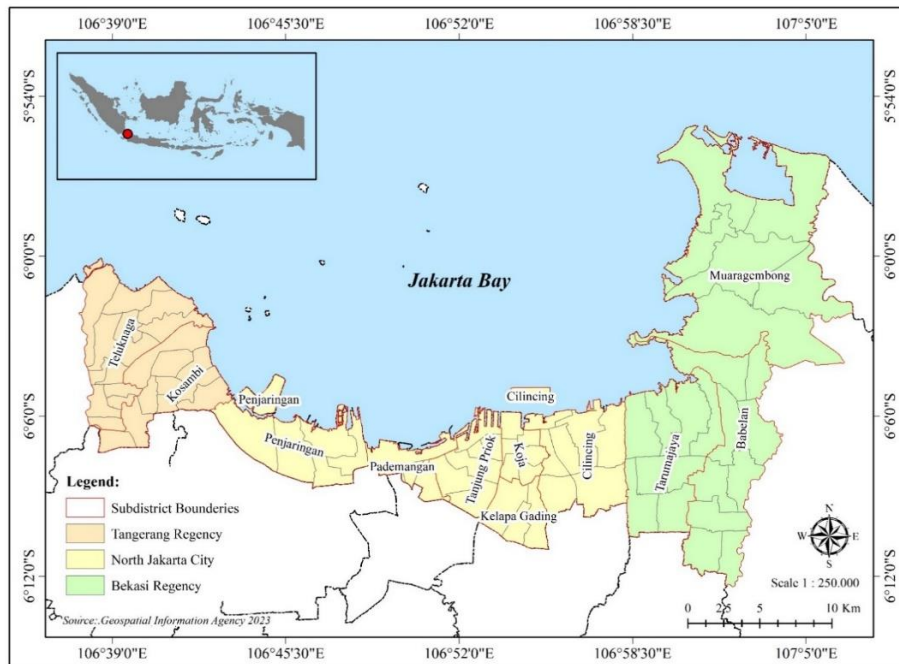 106°39'0"E 106°45'30"E 106°52'0"E 106°58'30"E 107°5'0"E
5°54'0"S 5°54'0"S
6°0'0"S 6°0'0"S
Jakarta Bay
Muaragembong
Teluknaga
Kosambi
Penjaringan
Cilincing
6°6'0"S 6°6'0"S
Penjaringan
Pademangan
Tanjung Priok
Koja
Cilincing
Tarumajaya
Babelan
Kelapa Gading
Legend:
Subdistrict Bounderies
Tangerang Regency
North Jakarta City
Bekasi Regency
N
W E
S
6°12'0"S 6°12'0"S
Scale 1 : 250.000
0 2.5 5 10 Km
Source:.Geospatial Information Agency 2023
106°39'0"E 106°45'30"E 106°52'0"E 106°58'30"E 107°5'0"E